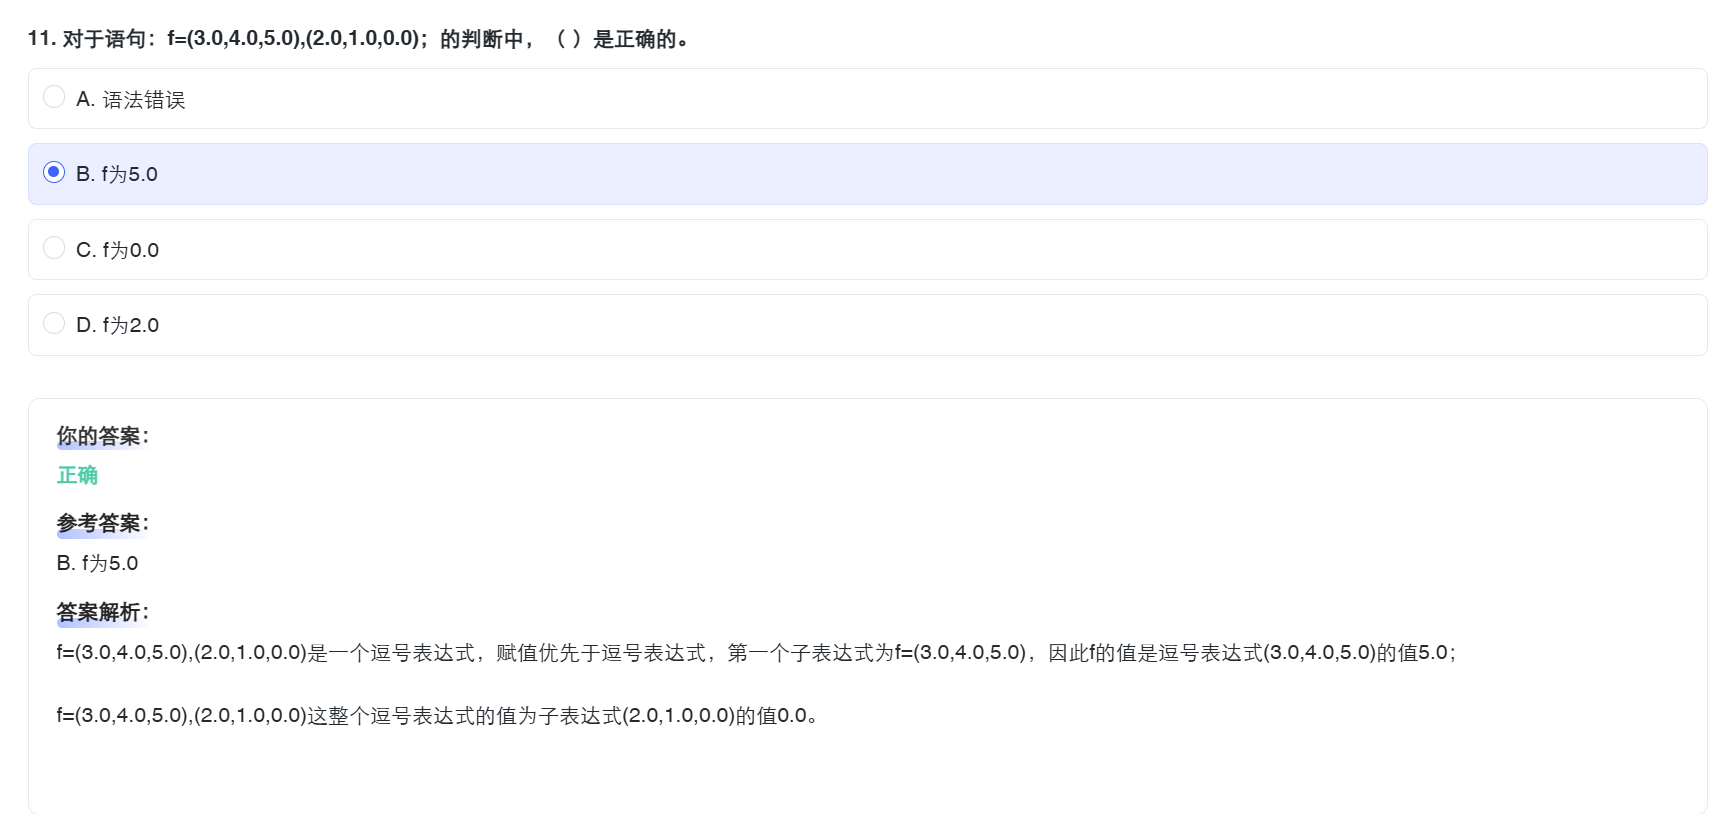 11. 对于语句：f=(3.0,4.0,5.0),(2.0,1.0,0.0)；的判断中，（ ）是正确的。
A. 语法错误
B. f为5.0
C. f为0.0
D. f为2.0
你的答案：
正确
参考答案：
B. f为5.0
答案解析：
f=(3.0,4.0,5.0),(2.0,1.0,0.0)是一个逗号表达式，赋值优先于逗号表达式，第一个子表达式为f=(3.0,4.0,5.0)，因此f的值是逗号表达式(3.0,4.0,5.0)的值5.0；
f=(3.0,4.0,5.0),(2.0,1.0,0.0)这整个逗号表达式的值为子表达式(2.0,1.0,0.0)的值0.0。